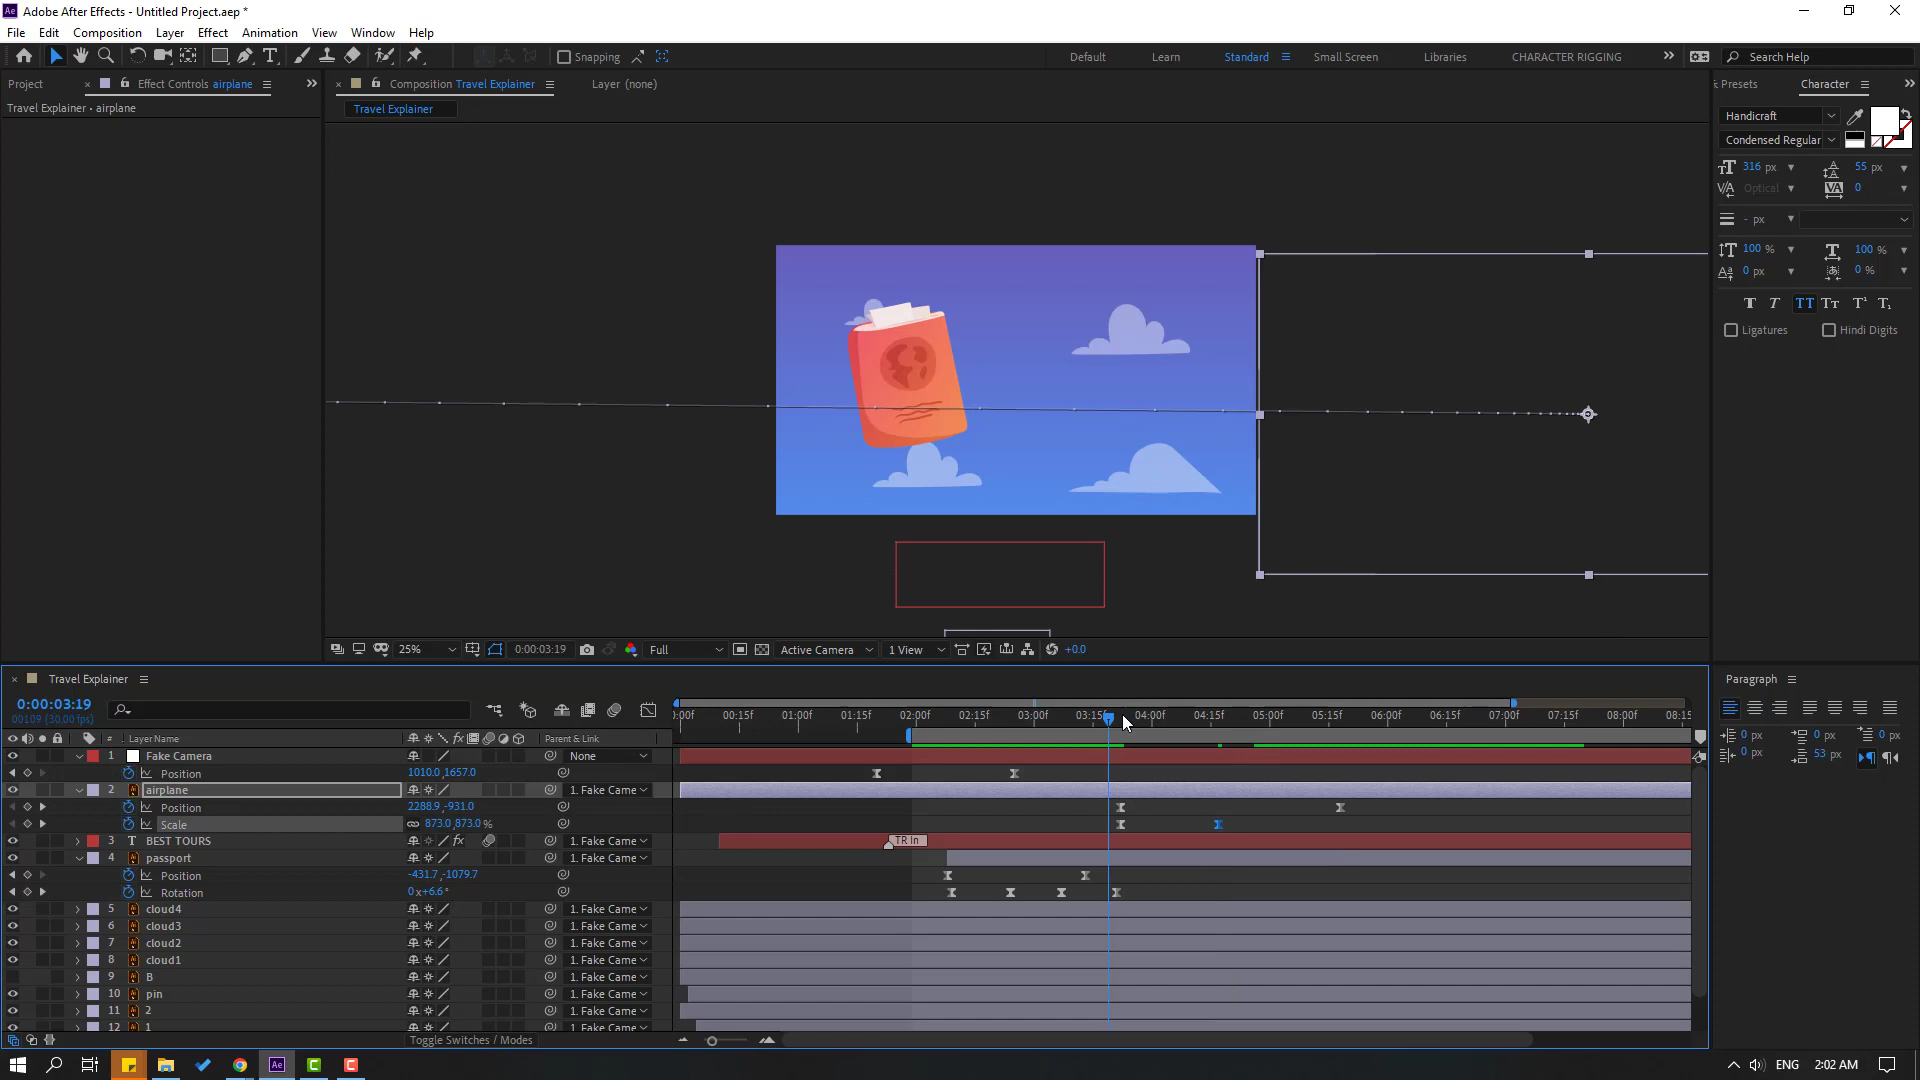 Adobe After Effects - Untitled Project.aep *
File Edit Composition Layer Effect Animation View Window Help
Snapping Default Learn Standard Small Screen Libraries CHARACTER RIGGING Search Help
Project Effect Controls airplane Composition Travel Explainer Layer (none) Presets Character
Travel Explainer • airplane Travel Explainer
Handicraft
Condensed Regular
316 px 55 px
Optical 0
- px
100 % 100 %
0 px 0 %
Ligatures Hindi Digits
25% 0:00:03:19 Full Active Camera 1 View +0.0
Travel Explainer Paragraph
0:00:03:19
00109 (30.00 fps)
:00f 00:15f 01:00f 01:15f 02:00f 02:15f 03:00f 03:15f 04:00f 04:15f 05:00f 05:15f 06:00f 06:15f 07:00f 07:15f 08:00f 08:15
0 px 0 px 0 px
0 px 53 px
# Layer Name Parent & Link
1 Fake Camera None
Position 1010.0,1657.0
2 airplane 1. Fake Came
Position 2288.9,-931.0
Scale 873.0,873.0 %
3 T BEST TOURS fx 1. Fake Came TR In
4 passport 1. Fake Came
Position -431.7,-1079.7
Rotation 0x+6.6°
5 cloud4 1. Fake Came
6 cloud3 1. Fake Came
7 cloud2 1. Fake Came
8 cloud1 1. Fake Came
9 B 1. Fake Came
10 pin 1. Fake Came
11 2 1. Fake Came
12 1 1. Fake Came
Toggle Switches / Modes
ENG 2:02 AM